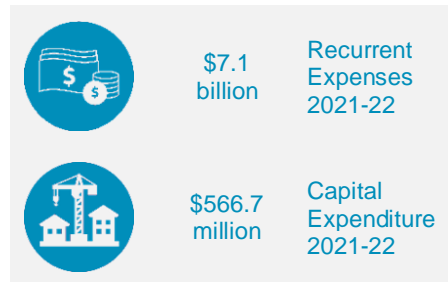 $
$
$7.1
billion
Recurrent
Expenses
2021-22
$566.7
million
Capital
Expenditure
2021-22